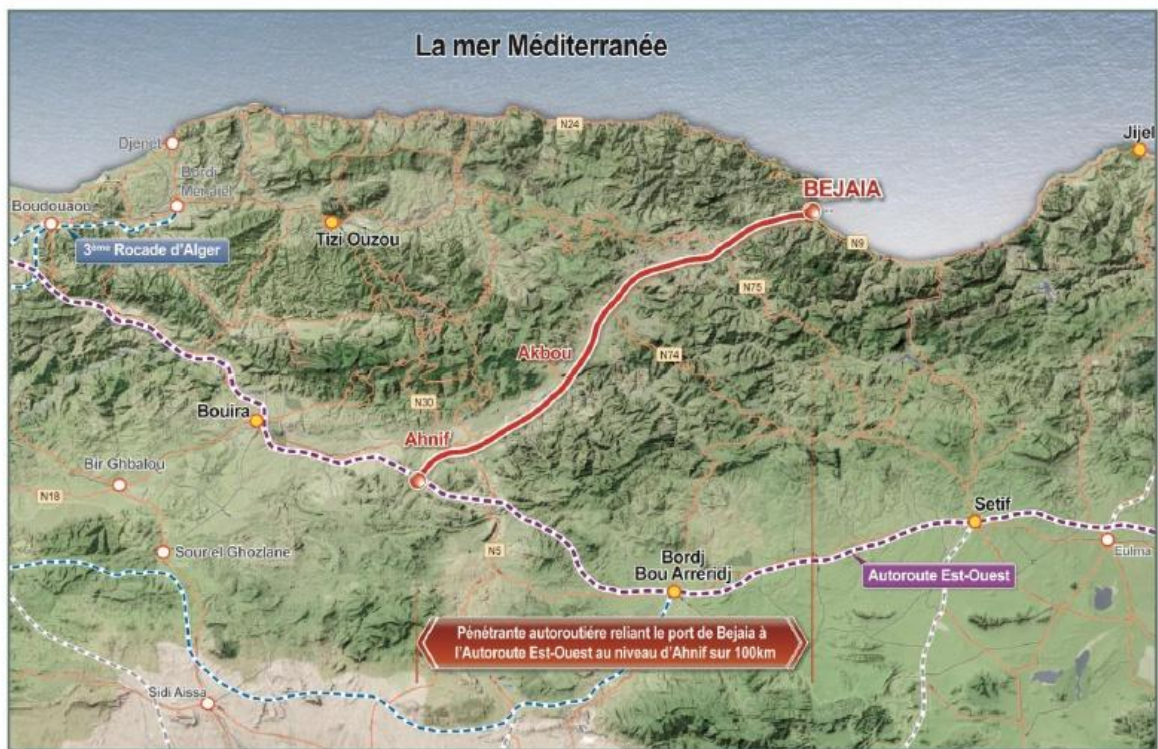 La mer Méditerranée
N24
Djenet
Jijel
Bordj
Menaiel
BEJAIA
Boudouaou
Tizi Ouzou
3ème Rocade d'Alger
N9
N75
Akbou
N74
N30
Bouira
Ahnif
Bir Ghbalou
N18
Setif
Sour el Ghozlane
N5
Eulma
Bordj
Bou Arreridj
Autoroute Est-Ouest
Pénétrante autoroutiére reliant le port de Bejaia à
l'Autoroute Est-Ouest au niveau d'Ahnif sur 100km
Sidi Aissa